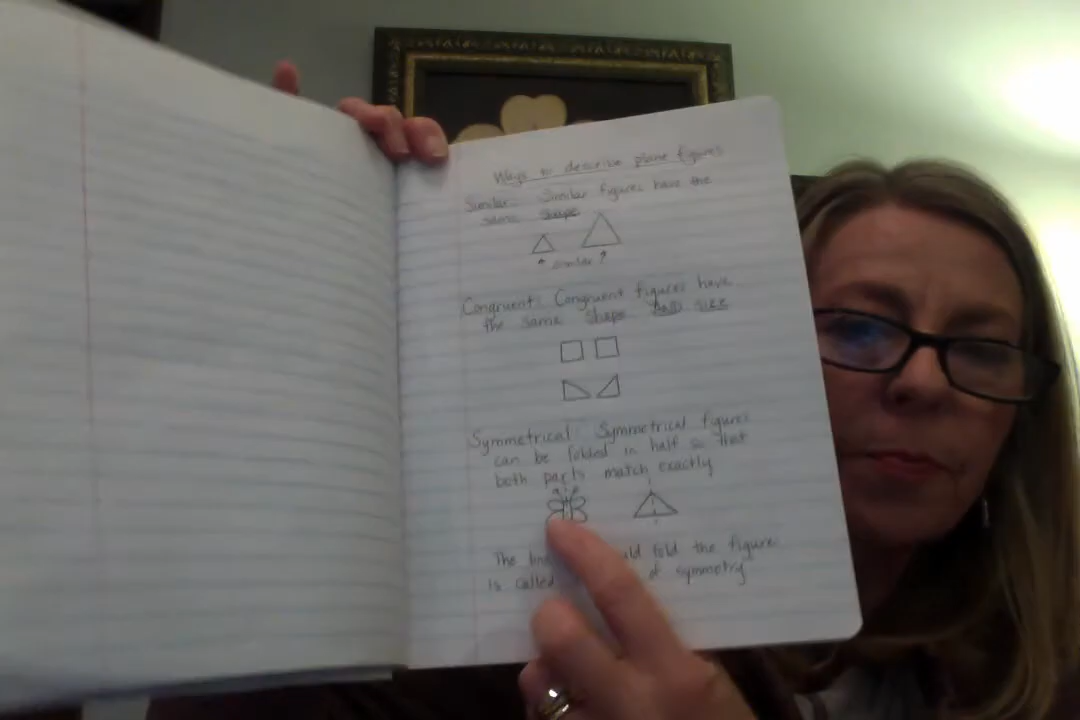 Ways to describe plane figures
Similar: Similar figures have the
same shape
similar
Congruent: Congruent figures have
the same shape AND size
Symmetrical: Symmetrical figures
can be folded in half so that
both parts match exactly
The fold the figure
is called of symmetry